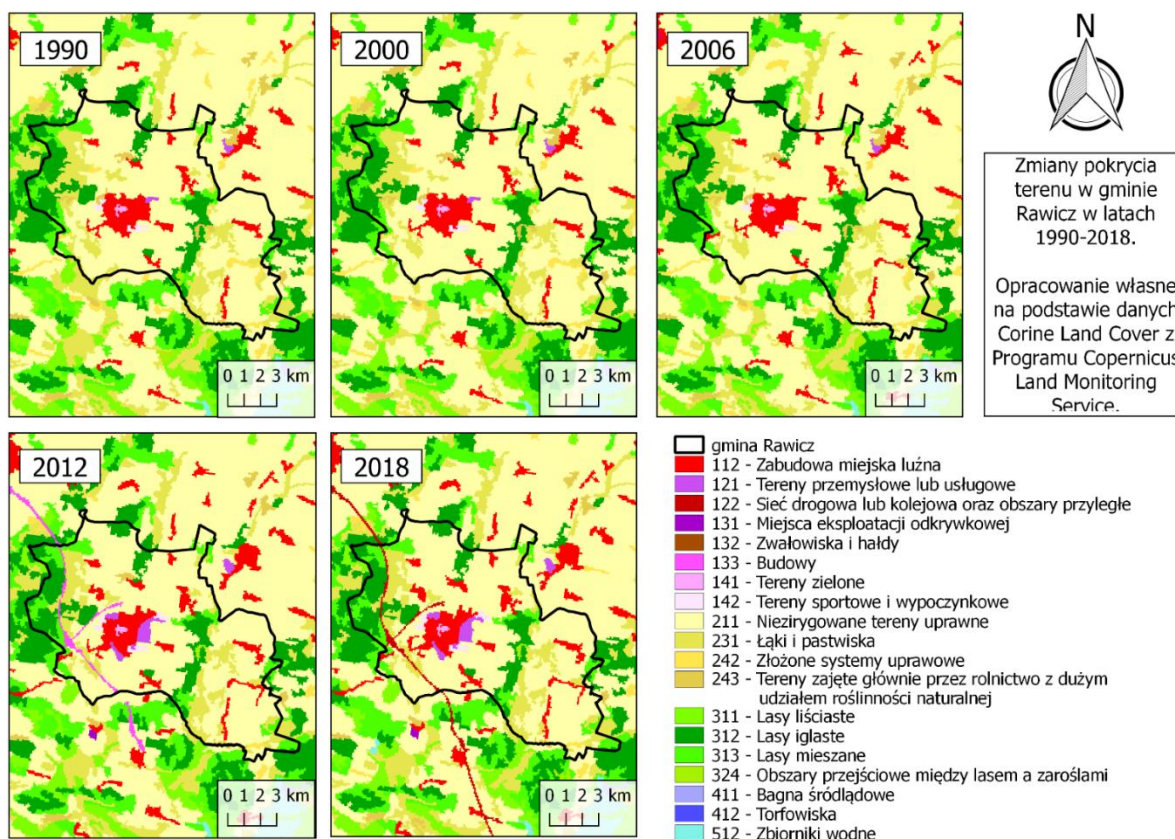 1990
2000
2006
N
0 1 2 3 km
0 1 2 3 km
0 1 2 3 km
Zmiany pokrycia
terenu w gminie
Rawicz w latach
1990-2018.
Opracowanie własne
na podstawie danych
Corine Land Cover z
Programu Copernicus
Land Monitoring
Service.
2012
2018
0 1 2 3 km
0 1 2 3 km
gmina Rawicz
112 - Zabudowa miejska luźna
121 - Tereny przemysłowe lub usługowe
122 - Sieć drogowa lub kolejowa oraz obszary przyległe
131 - Miejsca eksploatacji odkrywkowej
132 - Zwałowiska i hałdy
133 - Budowy
141 - Tereny zielone
142 - Tereny sportowe i wypoczynkowe
211 - Niezirygowane tereny uprawne
231 - Łąki i pastwiska
242 - Złożone systemy uprawowe
243 - Tereny zajęte głównie przez rolnictwo z dużym
udziałem roślinności naturalnej
311 - Lasy liściaste
312 - Lasy iglaste
313 - Lasy mieszane
324 - Obszary przejściowe między lasem a zaroślami
411 - Bagna śródlądowe
412 - Torfowiska
512 - Zbiorniki wodne